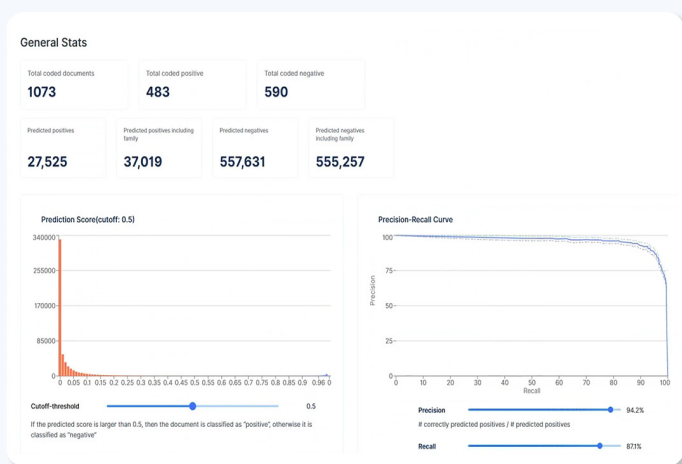 General Stats
Total coded documents
Total coded positive
Total coded negative
1073
483
590
Predicted positives
Predicted positives including
family
Predicted negatives
Predicted negatives
including family
27,525
37,019
557,631
555,257
Prediction Score(cutoff: 0.5)
340000
255000
170000
85000
0
0 0.05 0.1 0.15 0.2 0.25 0.3 0.35 0.4 0.45 0.5 0.55 0.6 0.65 0.7 0.75 0.8 0.85 0.9 0.96 0
Cutoff-threshold
0.5
If the predicted score is larger than 0.5, then the document is classified as "positive", otherwise it is
classified as "negative"
Precision-Recall Curve
100
75
50
25
0
Precision
0 10 20 30 40 50 60 70 80 90 100
Recall
Precision
94.2%
# correctly predicted positives / # predicted positives
Recall
87.1%